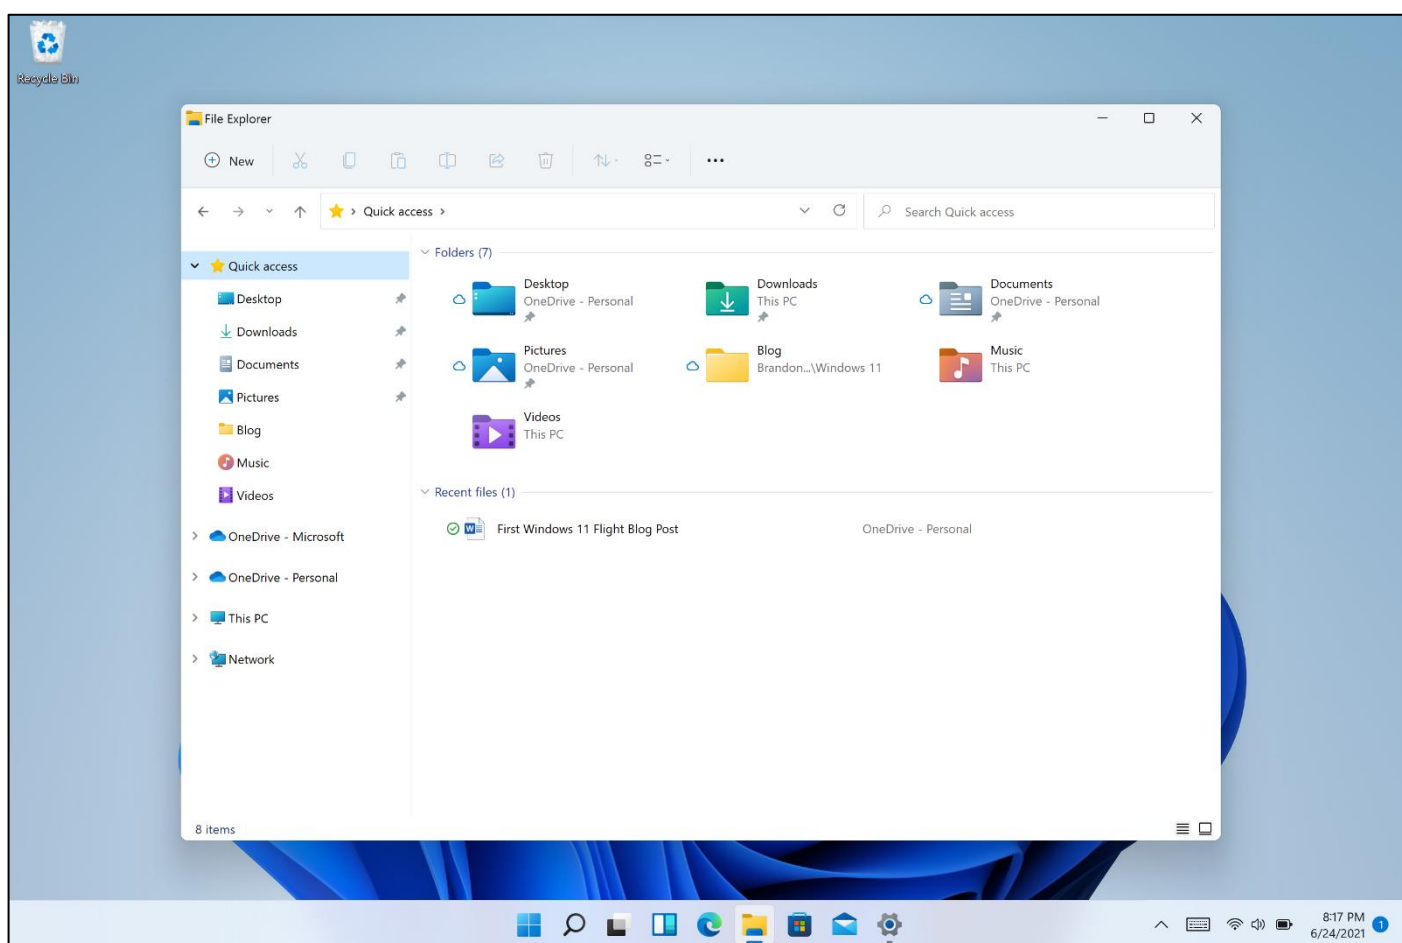 Recycle Bin
File Explorer
New
Quick access
Search Quick access
Quick access
Desktop
Downloads
Documents
Pictures
Blog
Music
Videos
OneDrive - Microsoft
OneDrive - Personal
This PC
Network
Folders (7)
Desktop
OneDrive - Personal
Downloads
This PC
Documents
OneDrive - Personal
Pictures
OneDrive - Personal
Blog
Brandon...\Windows 11
Music
This PC
Videos
This PC
Recent files (1)
First Windows 11 Flight Blog Post
OneDrive - Personal
8 items
8:17 PM
6/24/2021
1